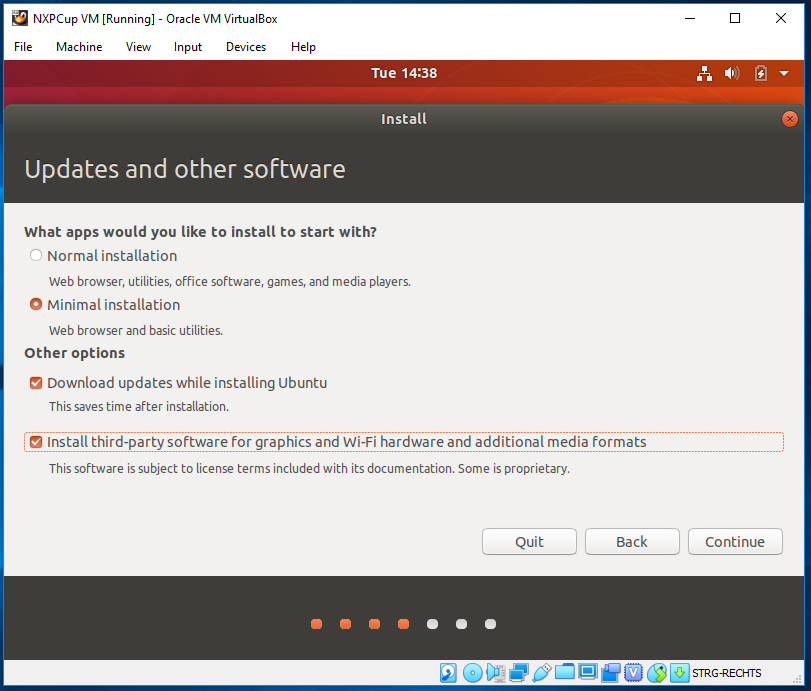 NXPCup VM [Running] - Oracle VM VirtualBox
File Machine View Input Devices Help
Tue 14:38
Install
Updates and other software
What apps would you like to install to start with?
Normal installation
Web browser, utilities, office software, games, and media players.
Minimal installation
Web browser and basic utilities.
Other options
Download updates while installing Ubuntu
This saves time after installation.
Install third-party software for graphics and Wi-Fi hardware and additional media formats
This software is subject to license terms included with its documentation. Some is proprietary.
Quit Back Continue
STRG-RECHTS